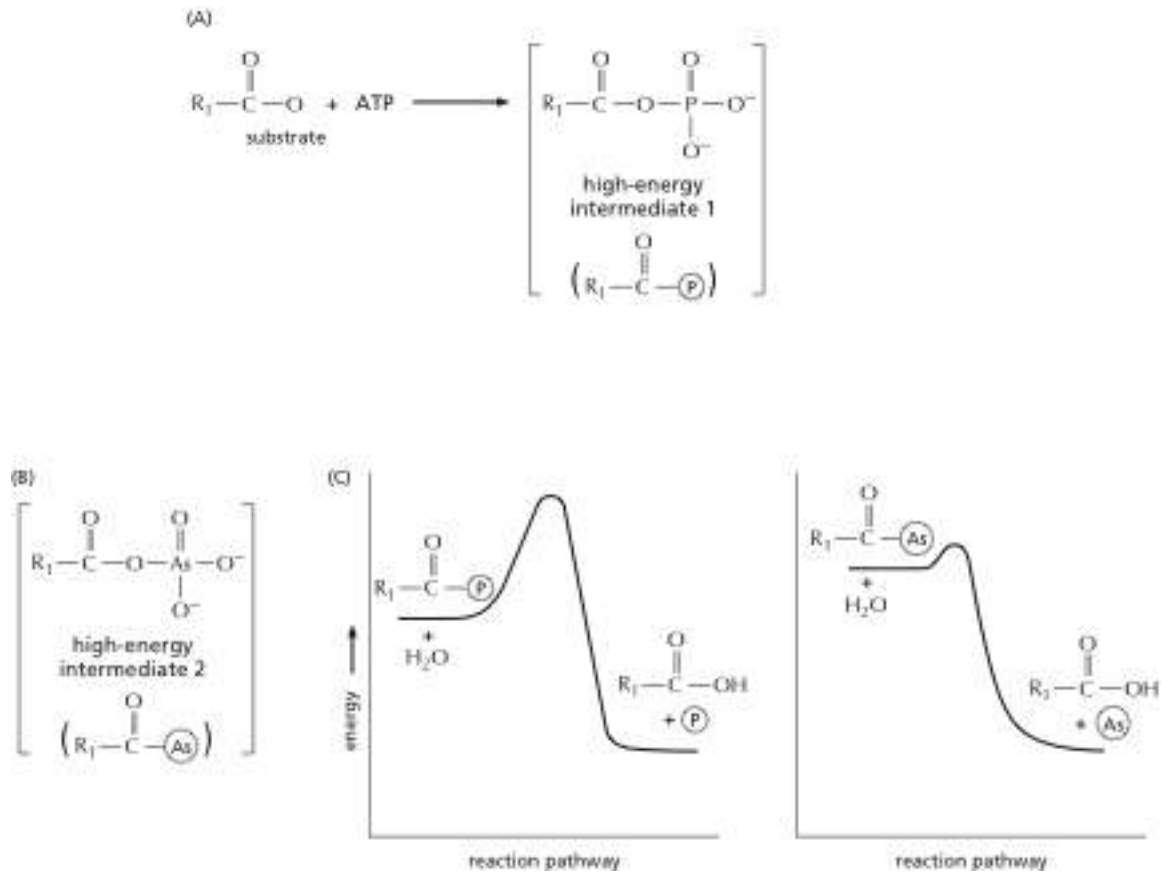 (A)
O
O
O
R₁—C—O + ATP
R₁—C—O—P—O⁻
substrate
O⁻
high-energy
intermediate 1
O
(R₁—C—P)
(B)
(C)
O
O
R₁—C—O—As—O⁻
O⁻
high-energy
intermediate 2
O
(R₁—C—As)
energy
O
R₁—C—P
+
H₂O
O
R₁—C—OH
+ P
reaction pathway
O
R₁—C—As
+
H₂O
O
R₁—C—OH
+ As
reaction pathway